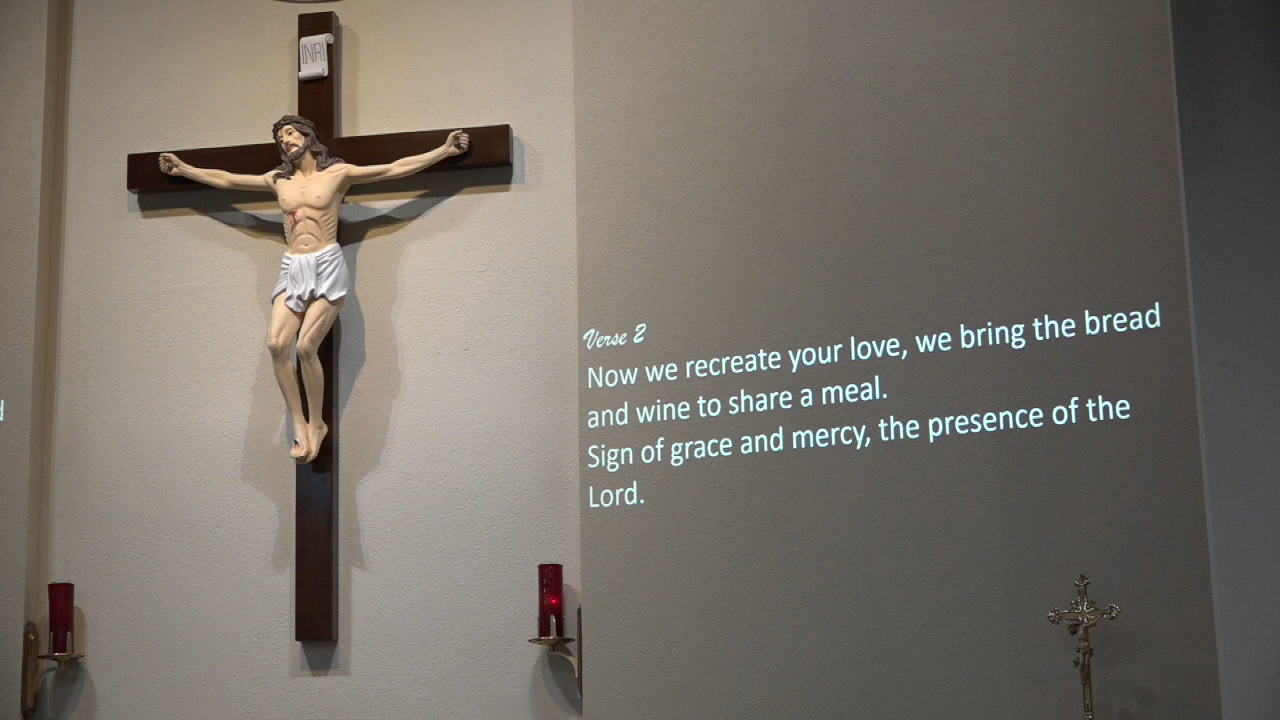 INRI
d
Verse 2
Now we recreate your love, we bring the bread
and wine to share a meal.
Sign of grace and mercy, the presence of the
Lord.